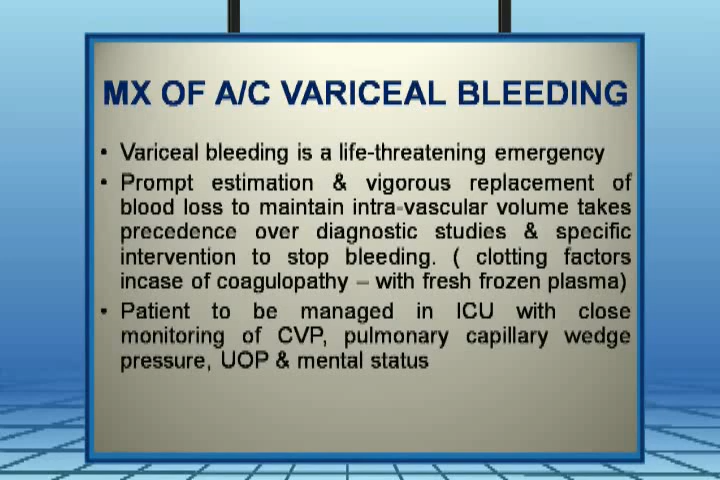 MX OF A/C VARICEAL BLEEDING
• Variceal bleeding is a life-threatening emergency
• Prompt estimation & vigorous replacement of
blood loss to maintain intra-vascular volume takes
precedence over diagnostic studies & specific
intervention to stop bleeding. ( clotting factors
incase of coagulopathy – with fresh frozen plasma)
• Patient to be managed in ICU with close
monitoring of CVP, pulmonary capillary wedge
pressure, UOP & mental status